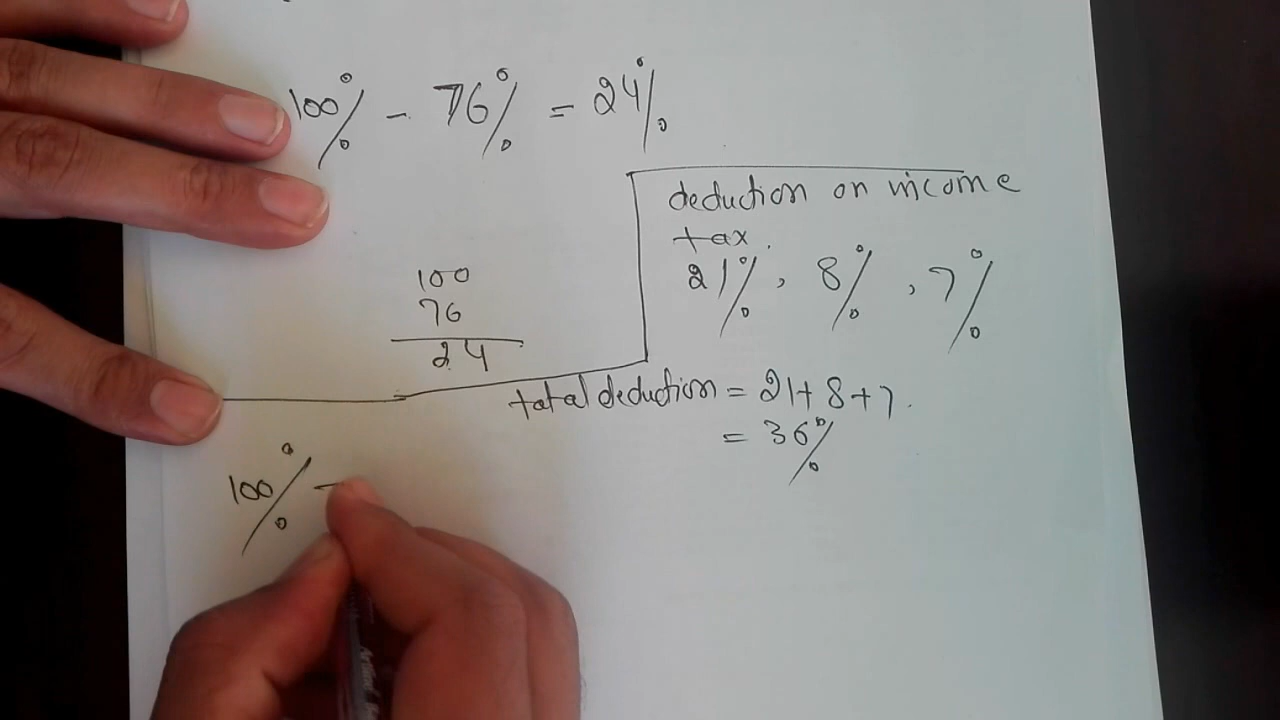 100% - 76% = 24%
deduction on income
tax.
21%, 8%, 7%
100
76
24
total deduction = 21+ 8+7.
= 36%
100% -